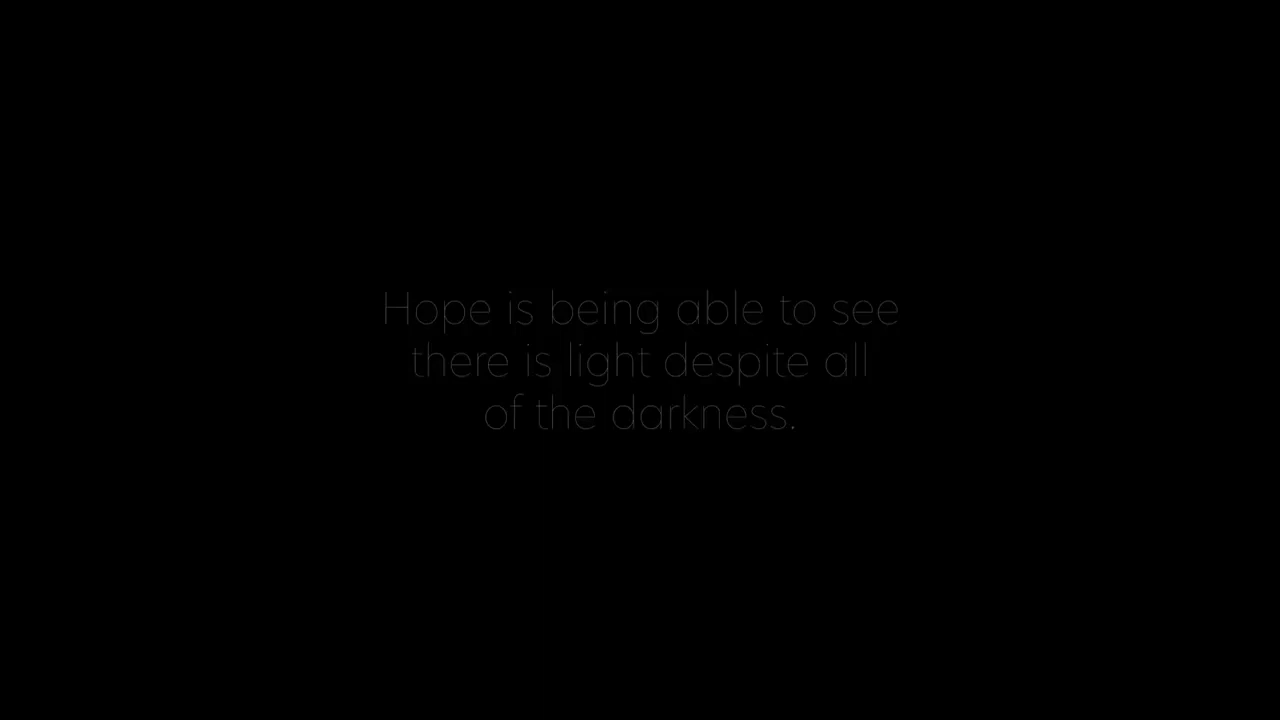 Hope is being able to see
there is light despite all
of the darkness.